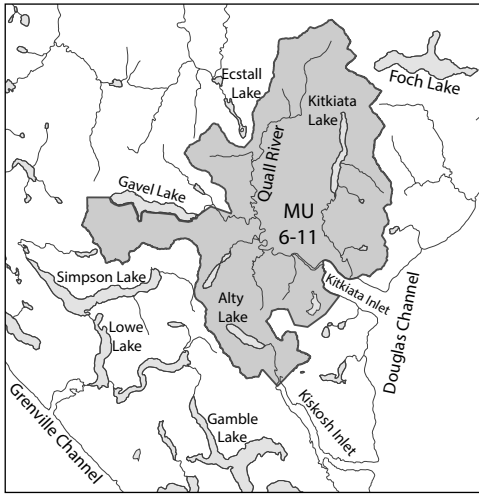 Ecstall
Lake
Foch Lake
Kitkiata
Lake
Quall River
Gavel Lake
MU
6-11
Simpson Lake
Kitkiata Inlet
Alty
Lake
Lowe
Lake
Douglas Channel
Grenville Channel
Kiskosh Inlet
Gamble
Lake